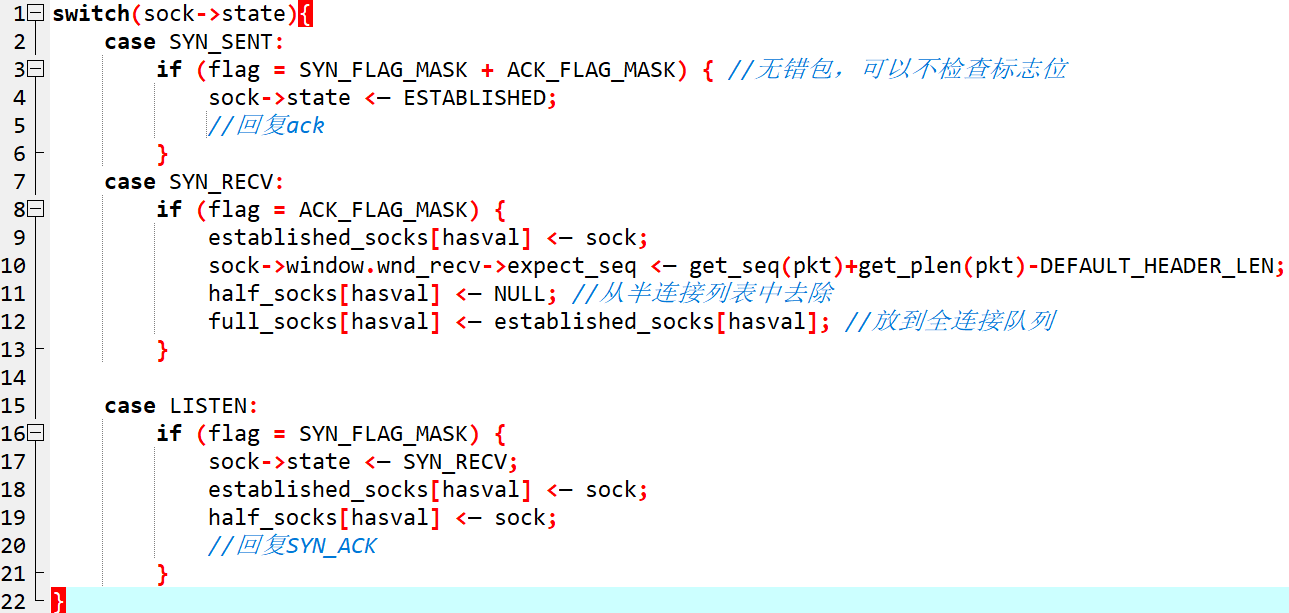 1 switch(sock->state){
2     case SYN_SENT:
3         if (flag = SYN_FLAG_MASK + ACK_FLAG_MASK) { //无错包，可以不检查标志位
4             sock->state <— ESTABLISHED;
5             //回复ack
6         }
7     case SYN_RECV:
8         if (flag = ACK_FLAG_MASK) {
9             established_socks[hasval] <— sock;
10             sock->window.wnd_recv->expect_seq <— get_seq(pkt)+get_plen(pkt)-DEFAULT_HEADER_LEN;
11             half_socks[hasval] <— NULL; //从半连接列表中去除
12             full_socks[hasval] <— established_socks[hasval]; //放到全连接队列
13         }
14
15     case LISTEN:
16         if (flag = SYN_FLAG_MASK) {
17             sock->state <— SYN_RECV;
18             established_socks[hasval] <— sock;
19             half_socks[hasval] <— sock;
20             //回复SYN_ACK
21         }
22 }